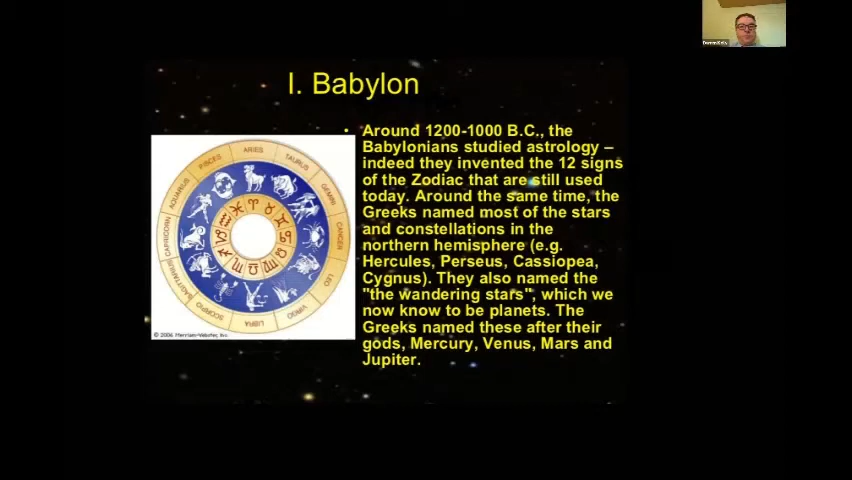 I. Babylon
• Around 1200-1000 B.C., the
Babylonians studied astrology –
indeed they invented the 12 signs
of the Zodiac that are still used
today. Around the same time, the
Greeks named most of the stars
and constellations in the
northern hemisphere (e.g.
Hercules, Perseus, Cassiopea,
Cygnus). They also named the
"the wandering stars", which we
now know to be planets. The
Greeks named these after their
gods, Mercury, Venus, Mars and
Jupiter.
ARIES
TAURUS
GEMINI
CANCER
LEO
VIRGO
LIBRA
SCORPIO
SAGITTARIUS
CAPRICORN
AQUARIUS
PISCES
© 2006 Merriam-Webster, Inc.